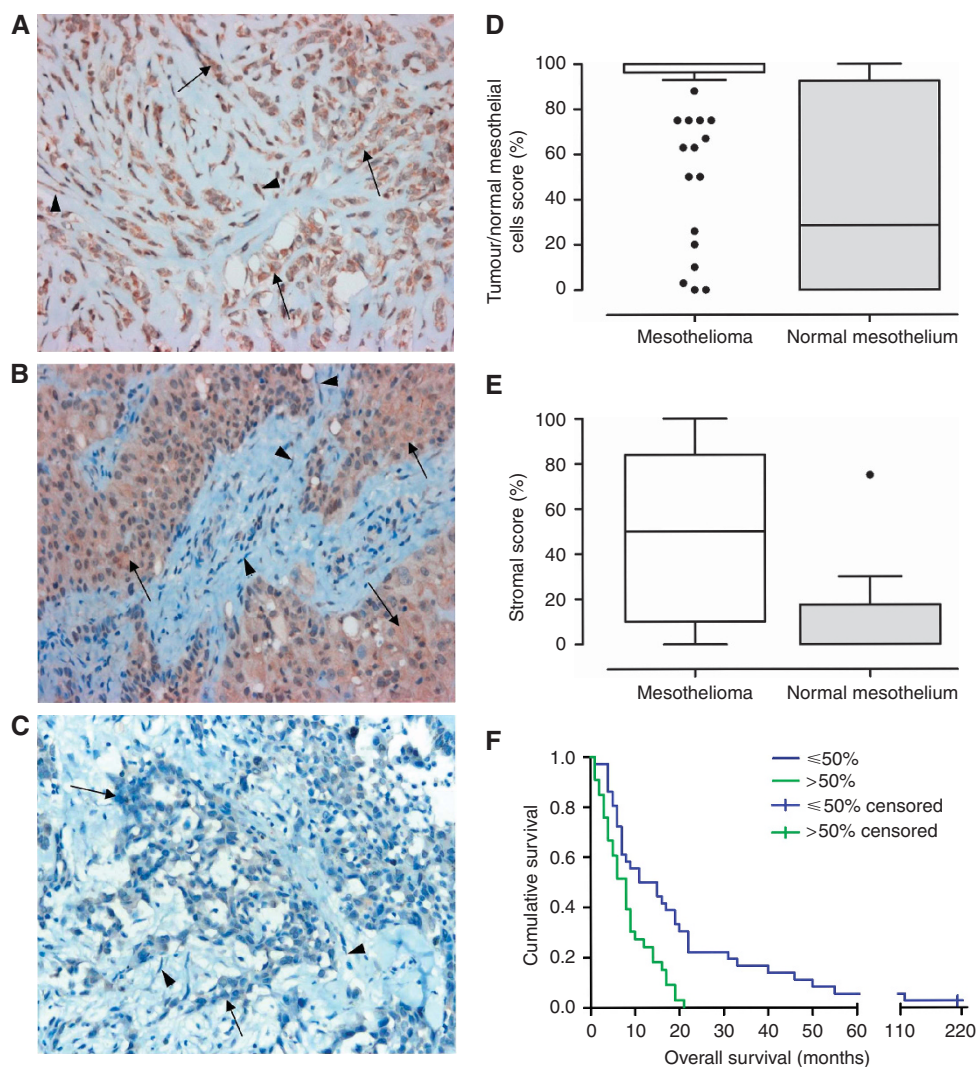 A
B
C
D
100
80
60
40
20
0
Tumour/normal mesothelial
cells score (%)
Mesothelioma
Normal mesothelium
E
100
80
60
40
20
0
Stromal score (%)
Mesothelioma
Normal mesothelium
F
1.0
0.8
0.6
0.4
0.2
0.0
Cumulative survival
⩽50%
>50%
⩽50% censored
>50% censored
0 10 20 30 40 50 60 110 220
Overall survival (months)